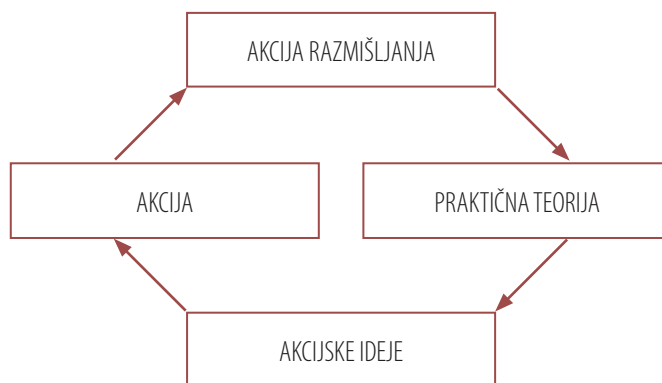 AKCIJA RAZMIŠLJANJA
AKCIJA
PRAKTIČNA TEORIJA
AKCIJSKE IDEJE